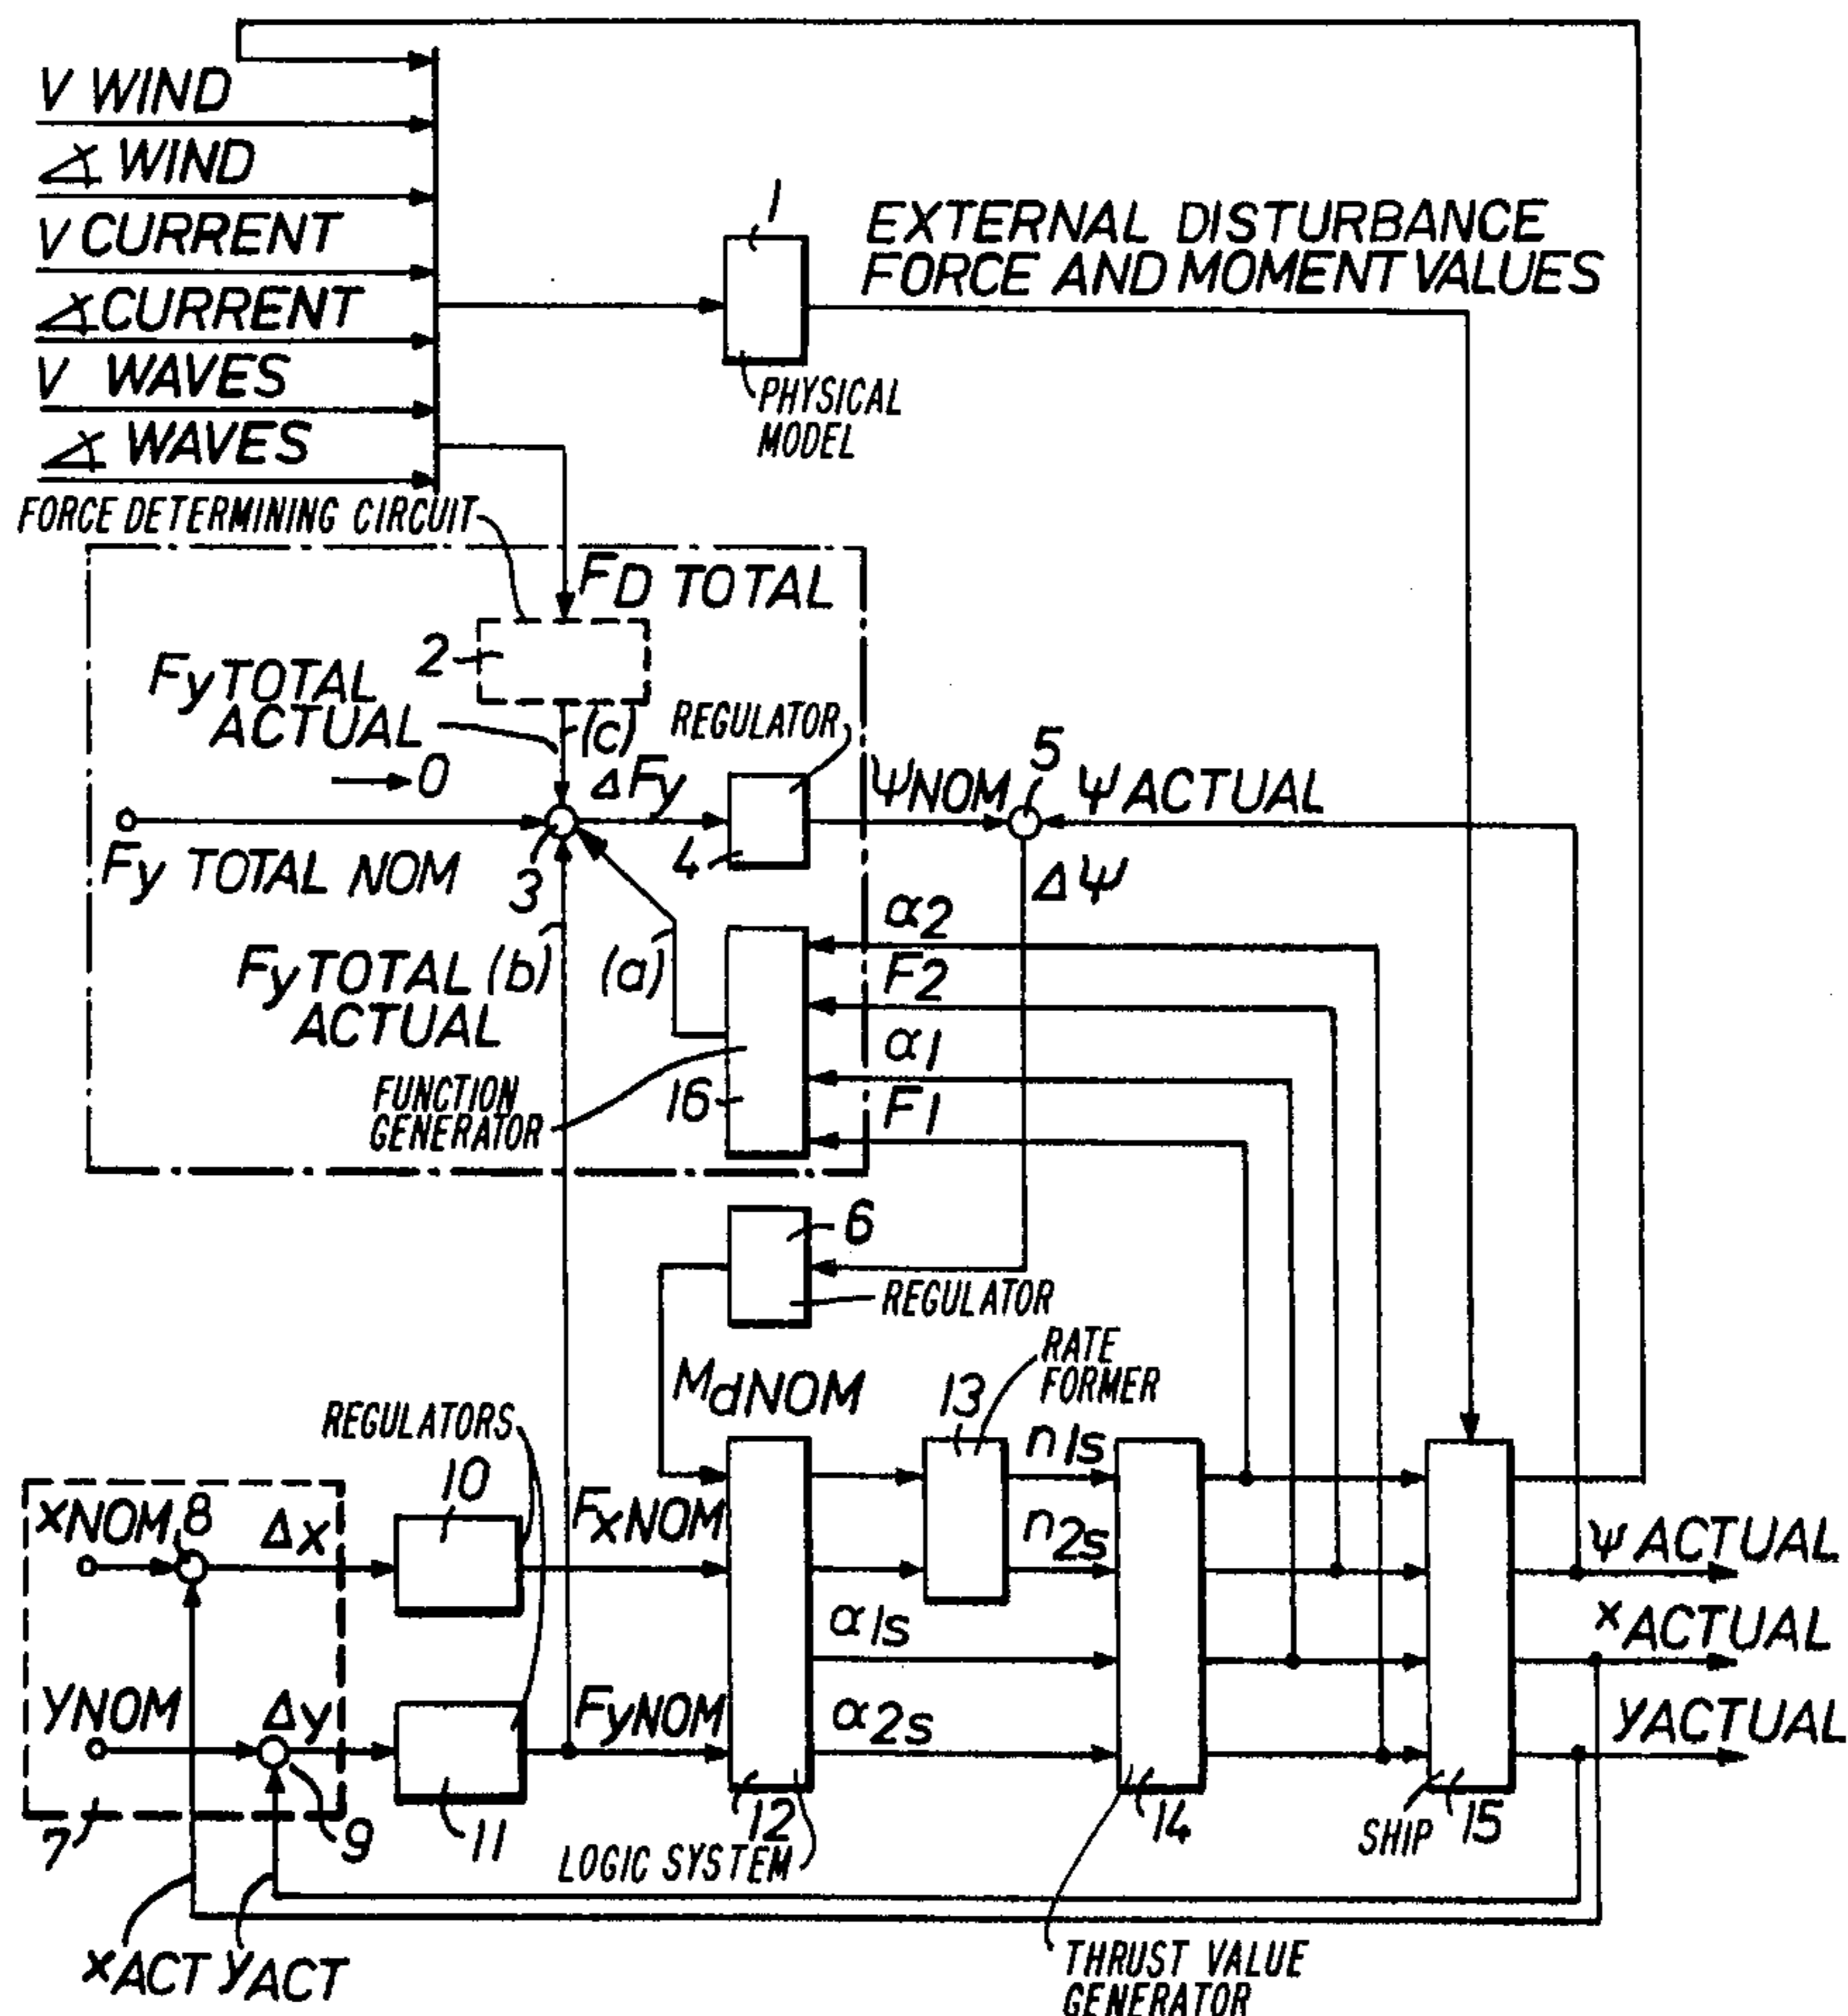 V WIND
∡ WIND
V CURRENT
∡ CURRENT
V WAVES
∡ WAVES
1
EXTERNAL DISTURBANCE
FORCE AND MOMENT VALUES
PHYSICAL
MODEL
FORCE DETERMINING CIRCUIT
FD TOTAL
2
Fy TOTAL
ACTUAL
→ 0
(c)
REGULATOR
ΔFy
4
ψNOM
5
ψ ACTUAL
Δψ
Fy TOTAL NOM
3
Fy TOTAL (b)
ACTUAL
(a)
α2
F2
α1
F1
FUNCTION
GENERATOR
16
6
REGULATOR
MdNOM
13
RATE
FORMER
REGULATORS
10
xNOM
8
Δx
FxNOM
n1s
n2s
ψ ACTUAL
α1s
xACTUAL
yNOM
Δy
FyNOM
α2s
yACTUAL
7
9
11
12
LOGIC SYSTEM
14
SHIP
15
xACT yACT
THRUST VALUE
GENERATOR